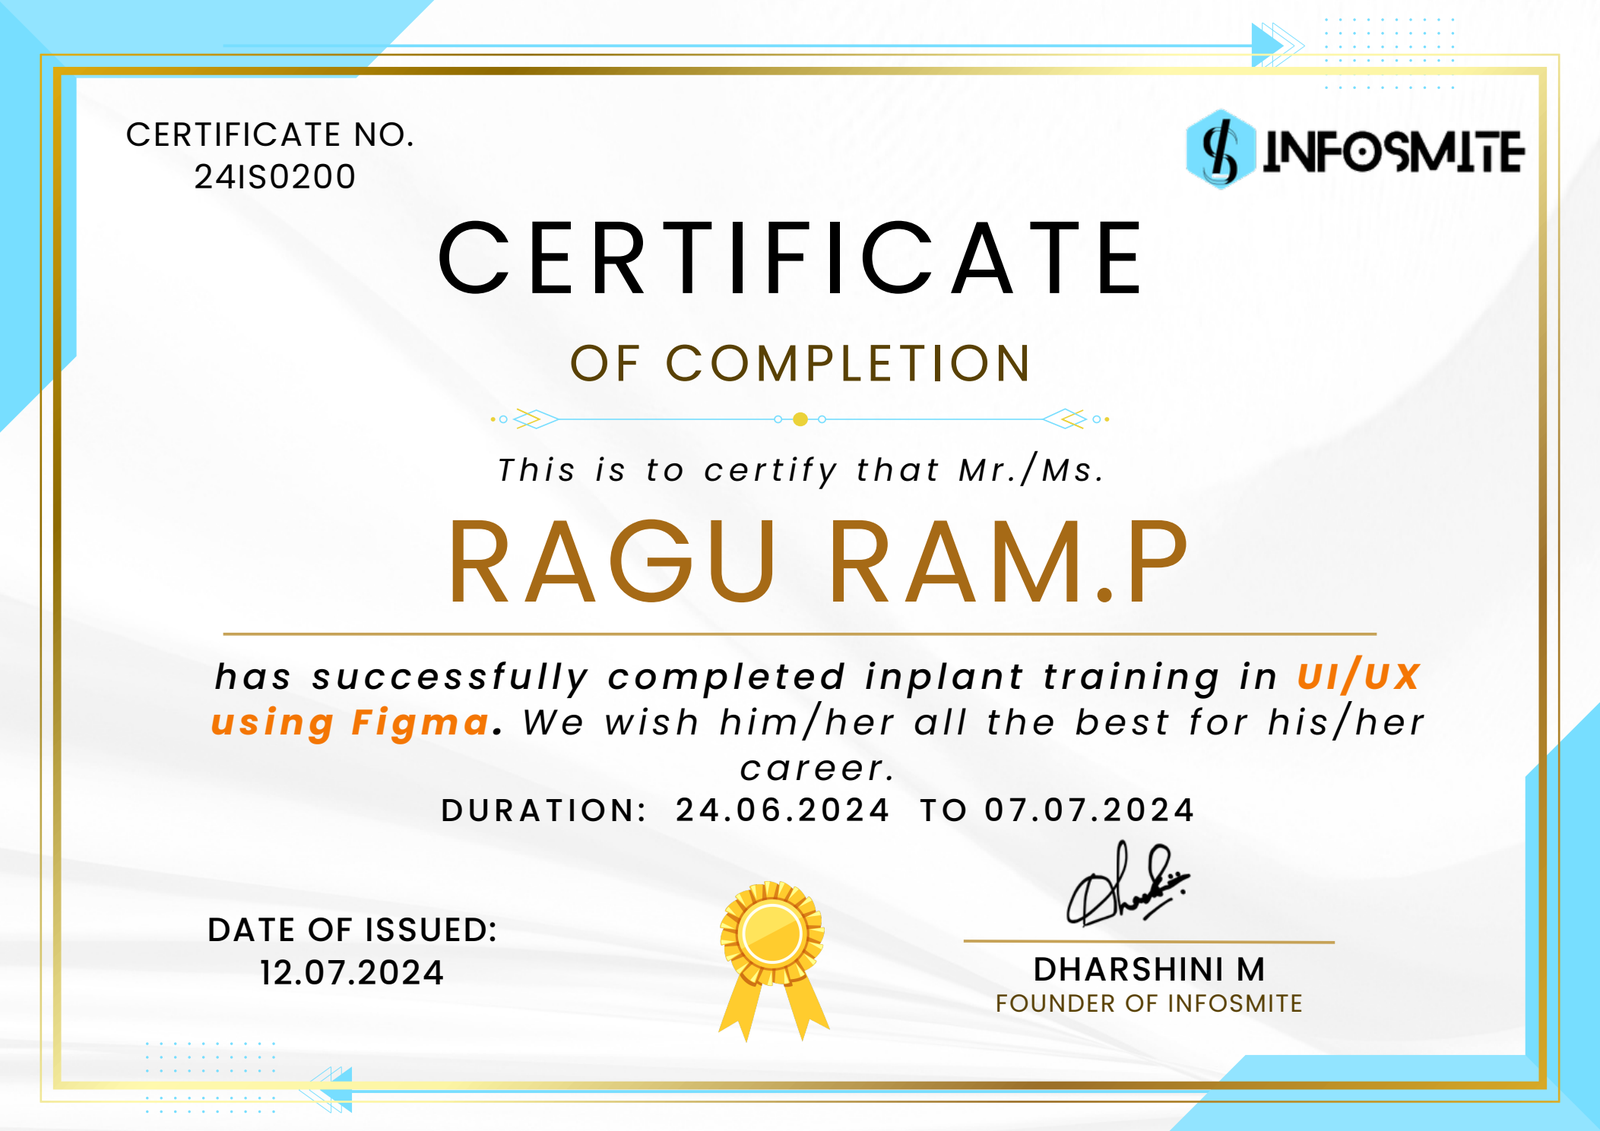 CERTIFICATE NO.
24IS0200
INFOSMITE
CERTIFICATE
OF COMPLETION
This is to certify that Mr./Ms.
RAGU RAM.P
has successfully completed inplant training in UI/UX
using Figma. We wish him/her all the best for his/her
career.
DURATION: 24.06.2024 TO 07.07.2024
DATE OF ISSUED:
12.07.2024
DHARSHINI M
FOUNDER OF INFOSMITE